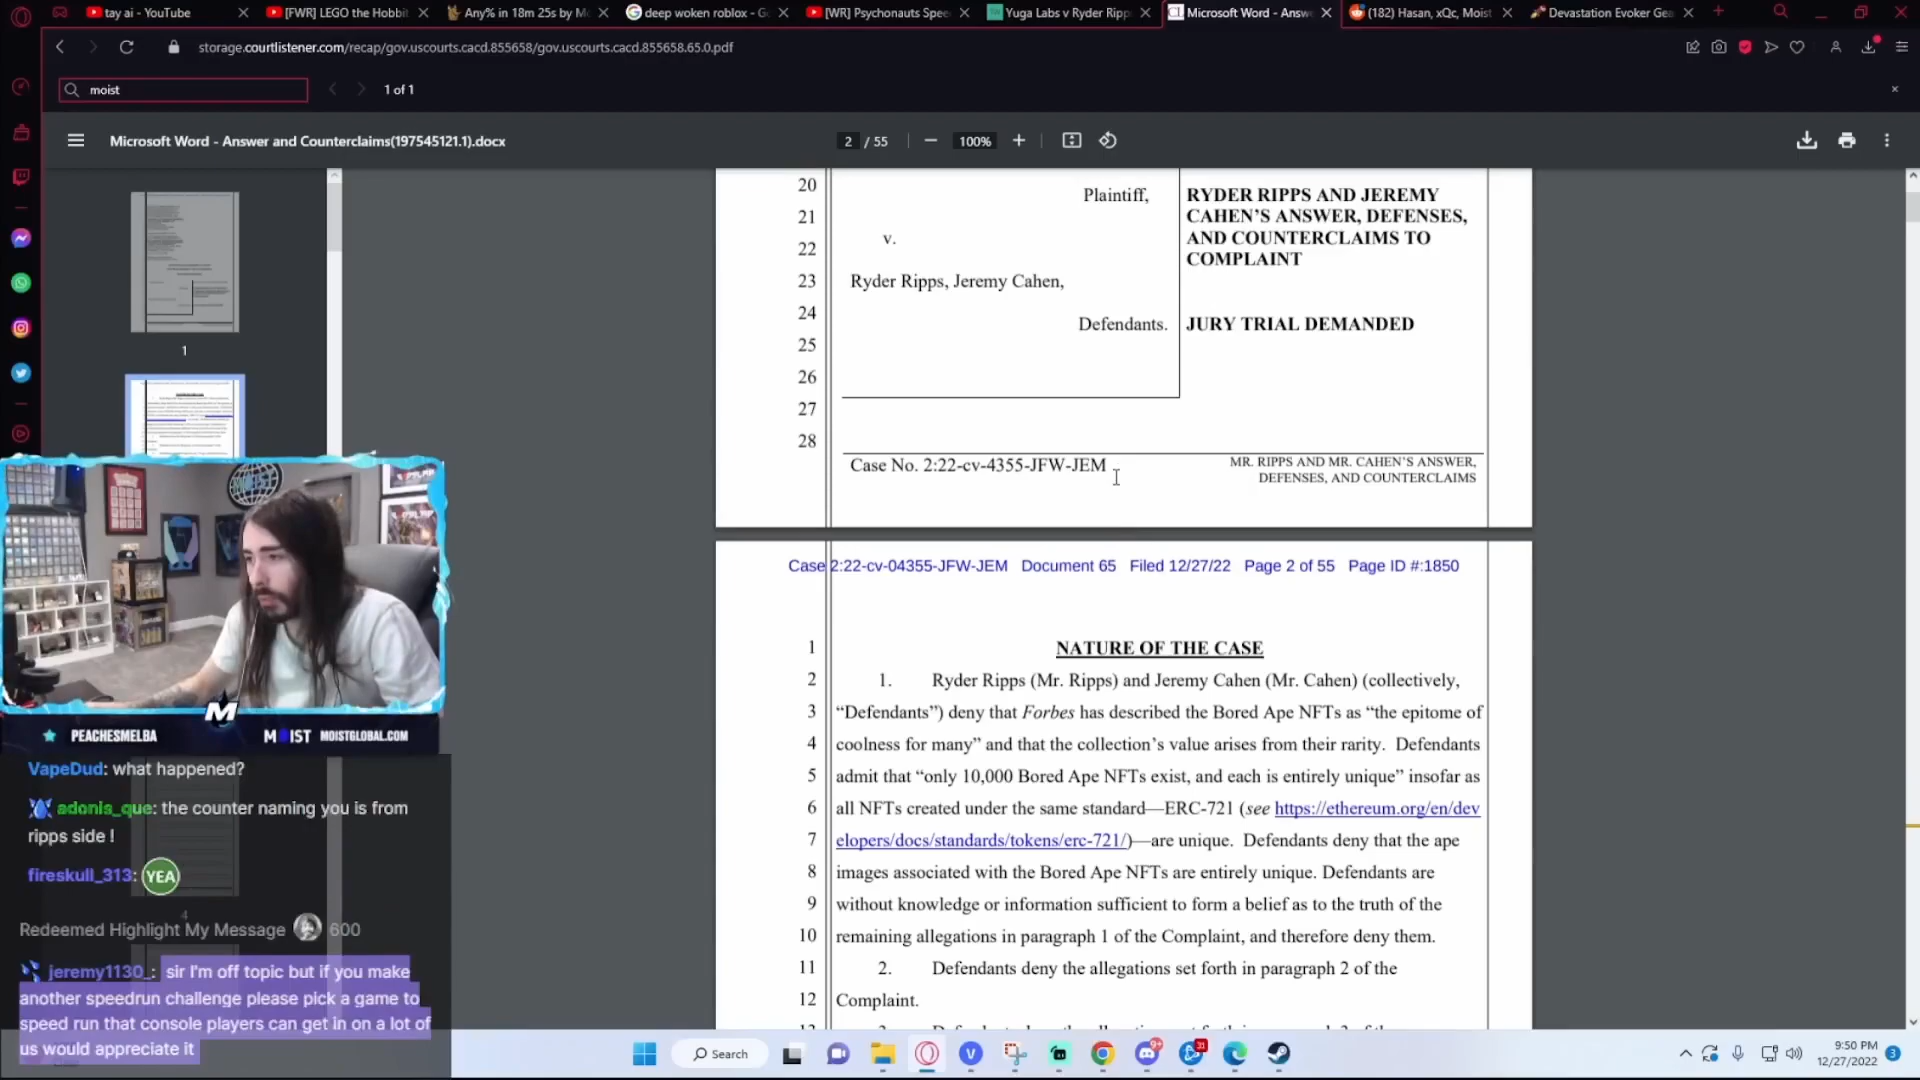 tay ai - YouTube
[FWR] LEGO the Hobbit
Any% in 18m 25s by Mo
deep woken roblox - Go
[WR] Psychonauts Spee
Yuga Labs v Ryder Ripp
Microsoft Word - Answ
(182) Hasan, xQc, Moist
Devastation Evoker Gea
storage.courtlistener.com/recap/gov.uscourts.cacd.855658/gov.uscourts.cacd.855658.65.0.pdf
moist
1 of 1
Microsoft Word - Answer and Counterclaims(197545121.1).docx
2 / 55
100%
1
4
20
21
22
23
24
25
26
27
28
Plaintiff,
v.
Ryder Ripps, Jeremy Cahen,
Defendants.
RYDER RIPPS AND JEREMY
CAHEN'S ANSWER, DEFENSES,
AND COUNTERCLAIMS TO
COMPLAINT
JURY TRIAL DEMANDED
Case No. 2:22-cv-4355-JFW-JEM
MR. RIPPS AND MR. CAHEN'S ANSWER,
DEFENSES, AND COUNTERCLAIMS
Case 2:22-cv-04355-JFW-JEM Document 65 Filed 12/27/22 Page 2 of 55 Page ID #:1850
1 NATURE OF THE CASE
2 1. Ryder Ripps (Mr. Ripps) and Jeremy Cahen (Mr. Cahen) (collectively,
3 “Defendants”) deny that Forbes has described the Bored Ape NFTs as “the epitome of
4 coolness for many” and that the collection’s value arises from their rarity. Defendants
5 admit that “only 10,000 Bored Ape NFTs exist, and each is entirely unique” insofar as
6 all NFTs created under the same standard—ERC-721 (see https://ethereum.org/en/dev
7 elopers/docs/standards/tokens/erc-721/)—are unique. Defendants deny that the ape
8 images associated with the Bored Ape NFTs are entirely unique. Defendants are
9 without knowledge or information sufficient to form a belief as to the truth of the
10 remaining allegations in paragraph 1 of the Complaint, and therefore deny them.
11 2. Defendants deny the allegations set forth in paragraph 2 of the
12 Complaint.
M
PEACHESMELBA
MOIST MOISTGLOBAL.COM
VapeDud: what happened?
adonis_que: the counter naming you is from
ripps side !
fireskull_313: YEA
Redeemed Highlight My Message 600
jeremy1130_: sir I'm off topic but if you make
another speedrun challenge please pick a game to
speed run that console players can get in on a lot of
us would appreciate it
Search
9+
31
9:50 PM
12/27/2022
3